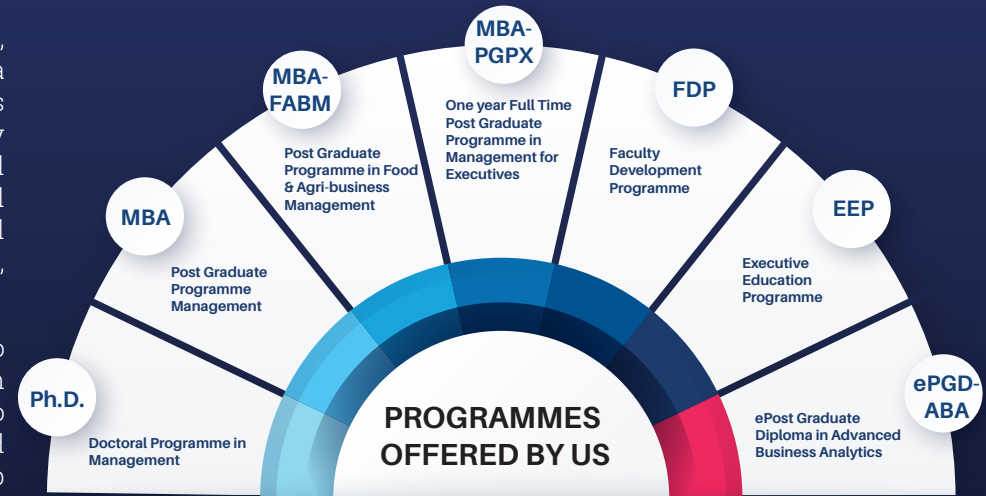 MBA-
PGPX
One year Full Time
Post Graduate
Programme in
Management for
Executives
MBA-
FABM
Post Graduate
Programme in Food
& Agri-business
Management
FDP
Faculty
Development
Programme
MBA
Post Graduate
Programme
Management
EEP
Executive
Education
Programme
Ph.D.
Doctoral Programme in
Management
ePGD-
ABA
ePost Graduate
Diploma in Advanced
Business Analytics
PROGRAMMES
OFFERED BY US